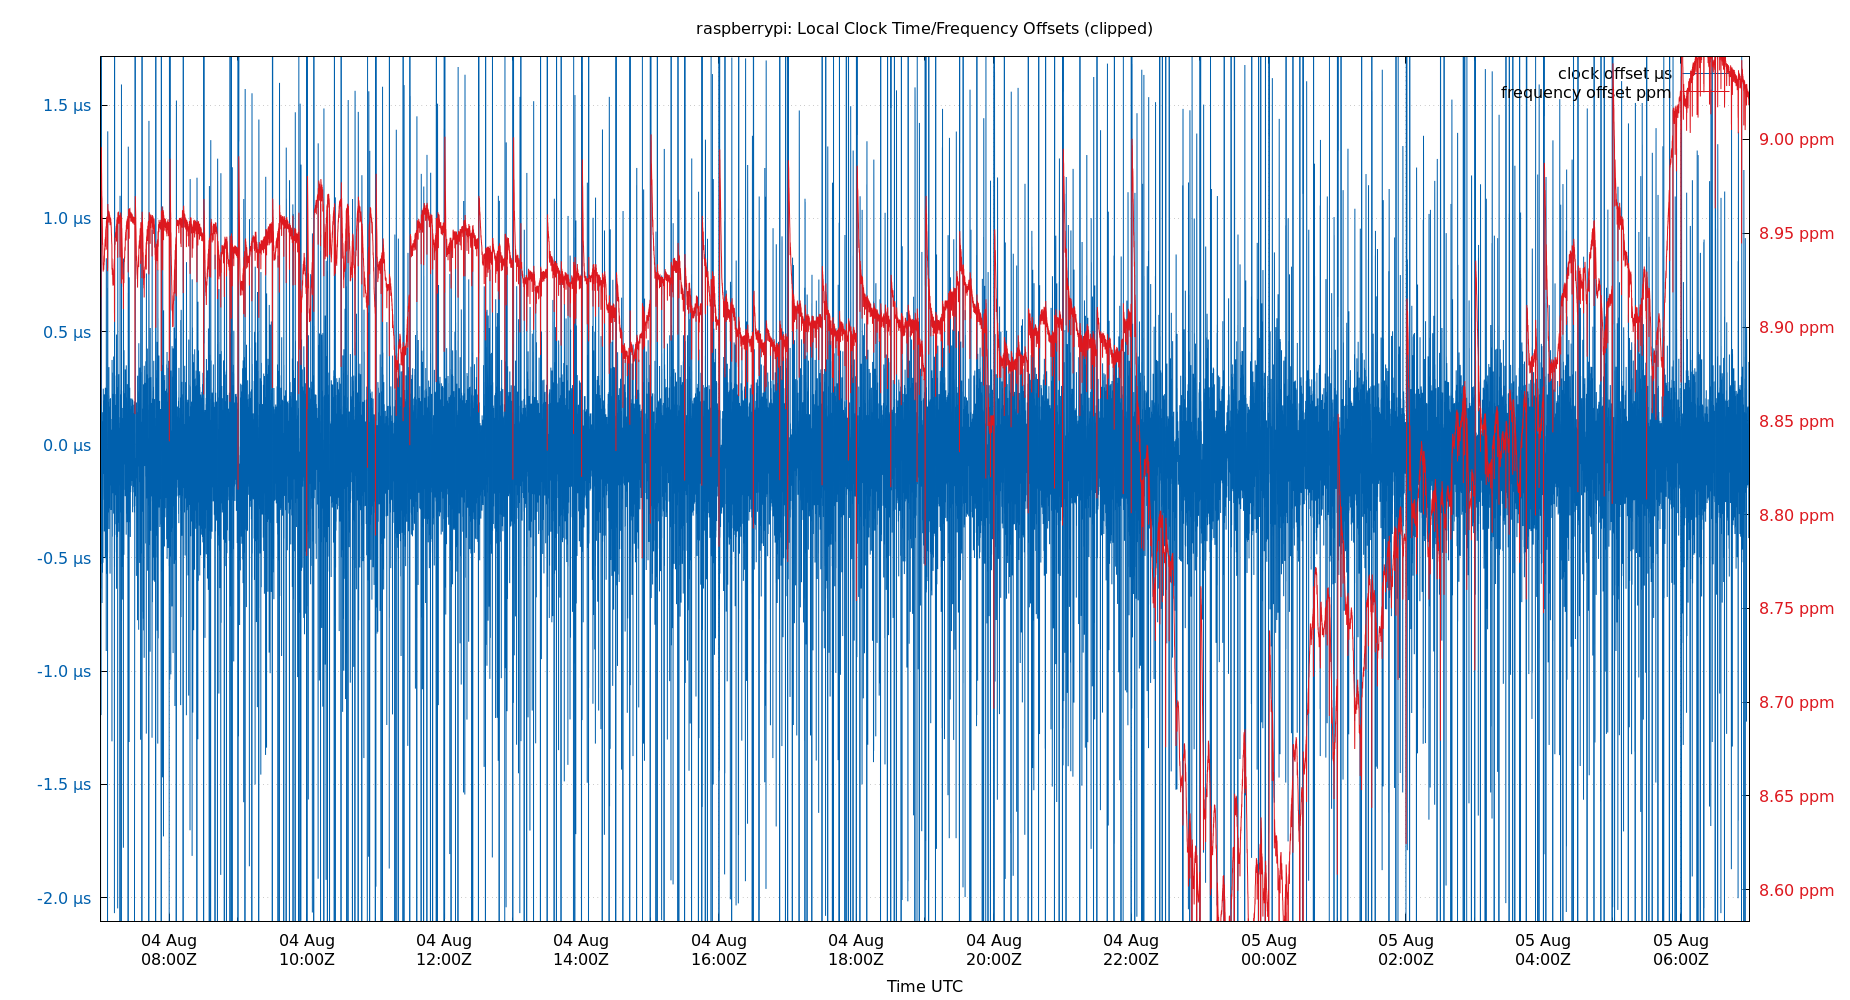 raspberrypi: Local Clock Time/Frequency Offsets (clipped)
clock offset µs
frequency offset ppm
1.5 µs
1.0 µs
0.5 µs
0.0 µs
-0.5 µs
-1.0 µs
-1.5 µs
-2.0 µs
9.00 ppm
8.95 ppm
8.90 ppm
8.85 ppm
8.80 ppm
8.75 ppm
8.70 ppm
8.65 ppm
8.60 ppm
04 Aug 04 Aug 04 Aug 04 Aug 04 Aug 04 Aug 04 Aug 04 Aug 05 Aug 05 Aug 05 Aug 05 Aug
08:00Z 10:00Z 12:00Z 14:00Z 16:00Z 18:00Z 20:00Z 22:00Z 00:00Z 02:00Z 04:00Z 06:00Z
Time UTC